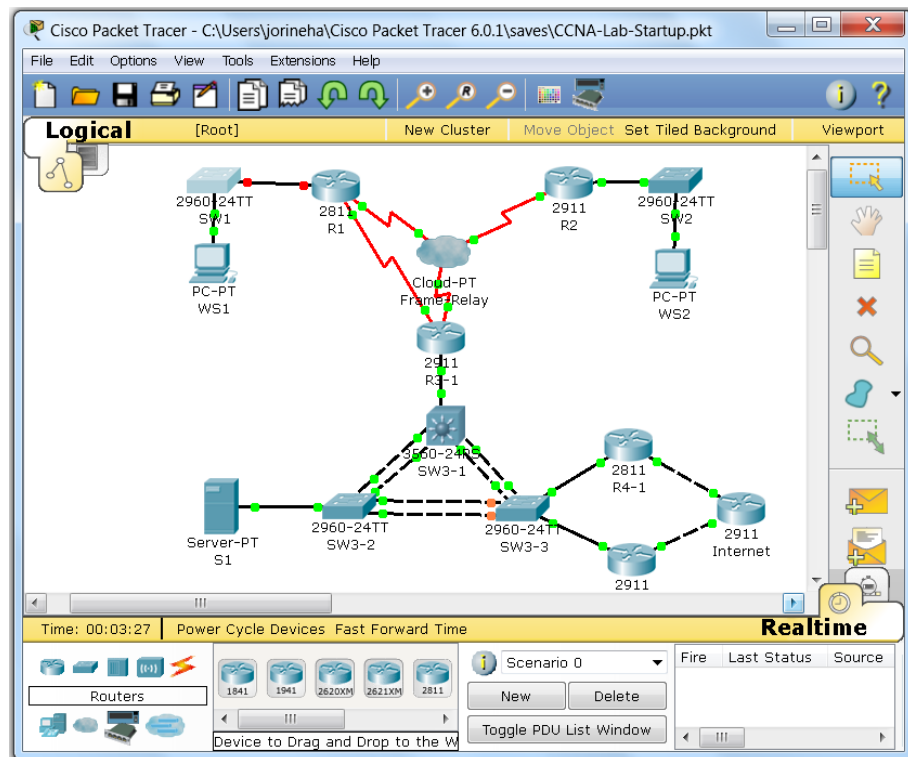 Cisco Packet Tracer - C:\Users\jorineha\Cisco Packet Tracer 6.0.1\saves\CCNA-Lab-Startup.pkt
File Edit Options View Tools Extensions Help
Logical [Root] New Cluster Move Object Set Tiled Background Viewport
2960-24TT
SW1
2811
R1
2911
R2
2960-24TT
SW2
PC-PT
WS1
Cloud-PT
Frame-Relay
PC-PT
WS2
2911
R3-1
3560-24PS
SW3-1
2811
R4-1
Server-PT
S1
2960-24TT
SW3-2
2960-24TT
SW3-3
2911
Internet
2911
Time: 00:03:27 Power Cycle Devices Fast Forward Time Realtime
Routers
1841 1941 2620XM 2621XM 2811
Device to Drag and Drop to the W
Scenario 0
New Delete
Toggle PDU List Window
Fire Last Status Source